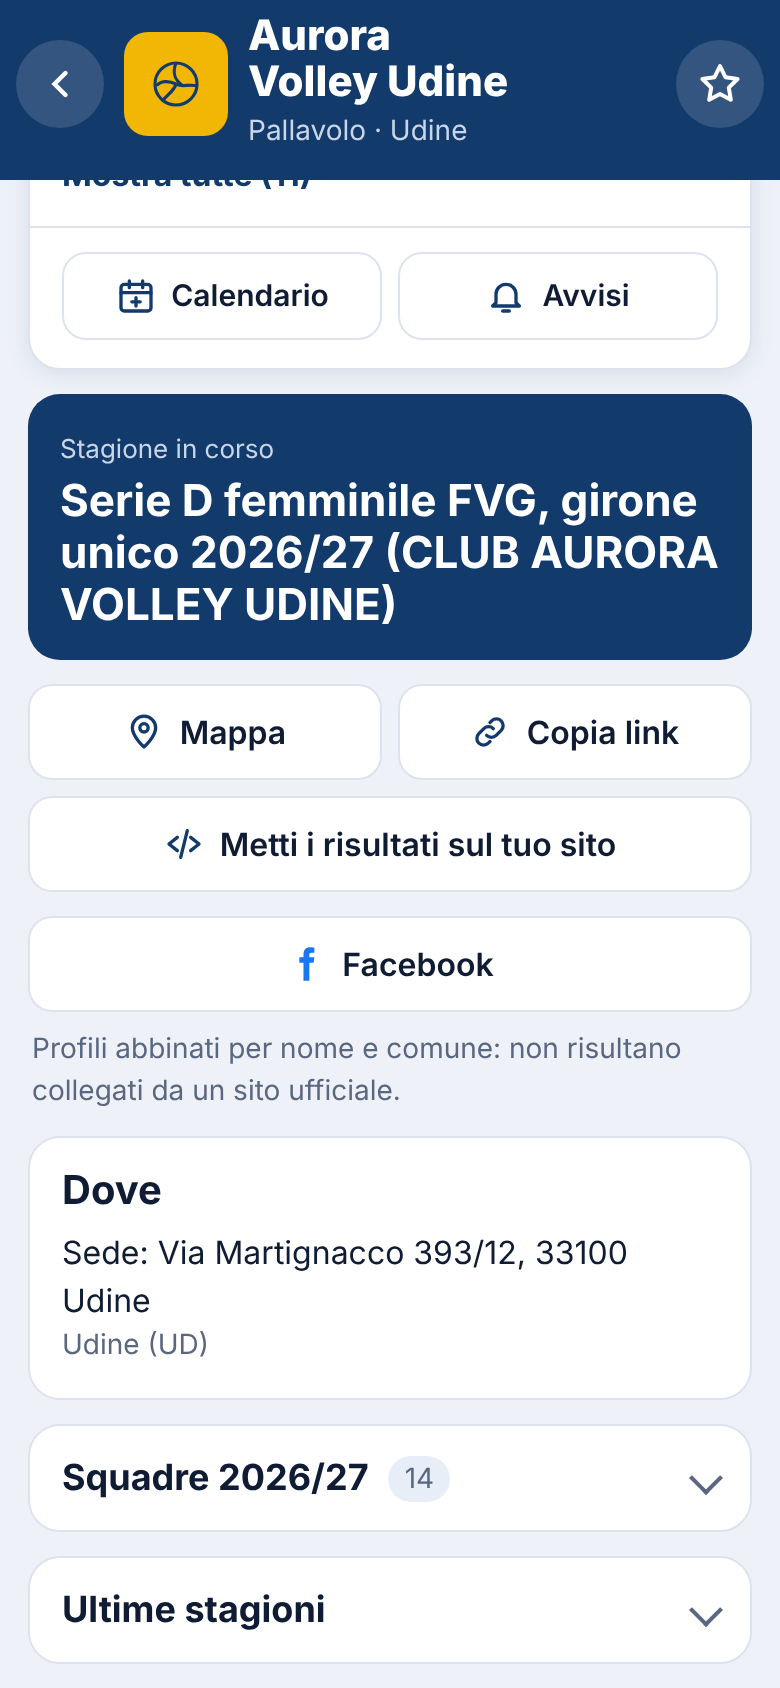 Aurora
Volley Udine
Pallavolo · Udine
Mostra tutte (11)
Calendario
Avvisi
Stagione in corso
Serie D femminile FVG, girone
unico 2026/27 (CLUB AURORA
VOLLEY UDINE)
Mappa
Copia link
Metti i risultati sul tuo sito
Facebook
Profili abbinati per nome e comune: non risultano
collegati da un sito ufficiale.
Dove
Sede: Via Martignacco 393/12, 33100
Udine
Udine (UD)
Squadre 2026/27 14
Ultime stagioni